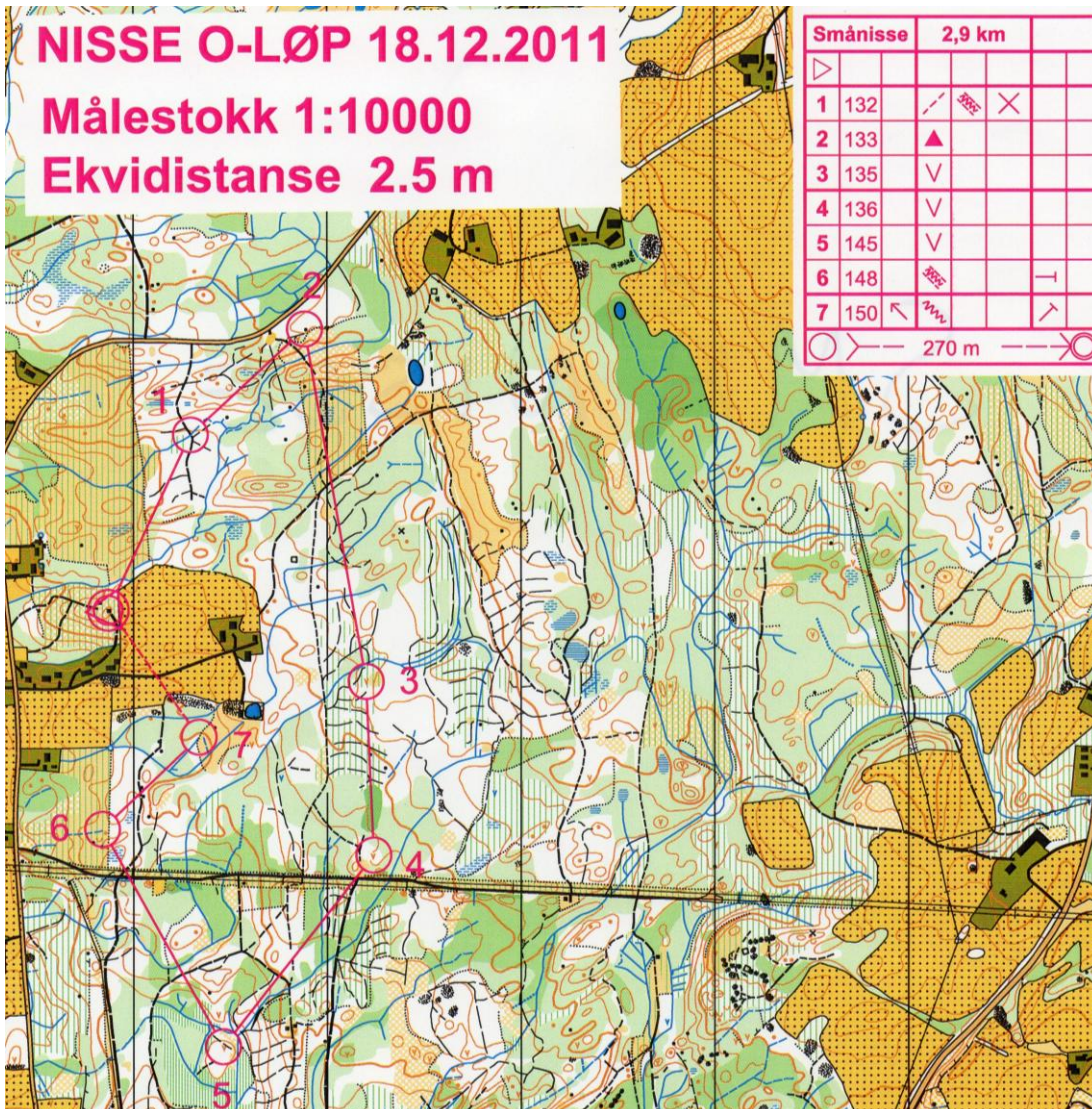 NISSE O-LØP 18.12.2011
Målestokk 1:10000
Ekvidistanse 2.5 m
Smånisse 2,9 km
1 132
2 133
3 135
4 136
5 145
6 148
7 150
270 m
2
1
3
7
6
4
5